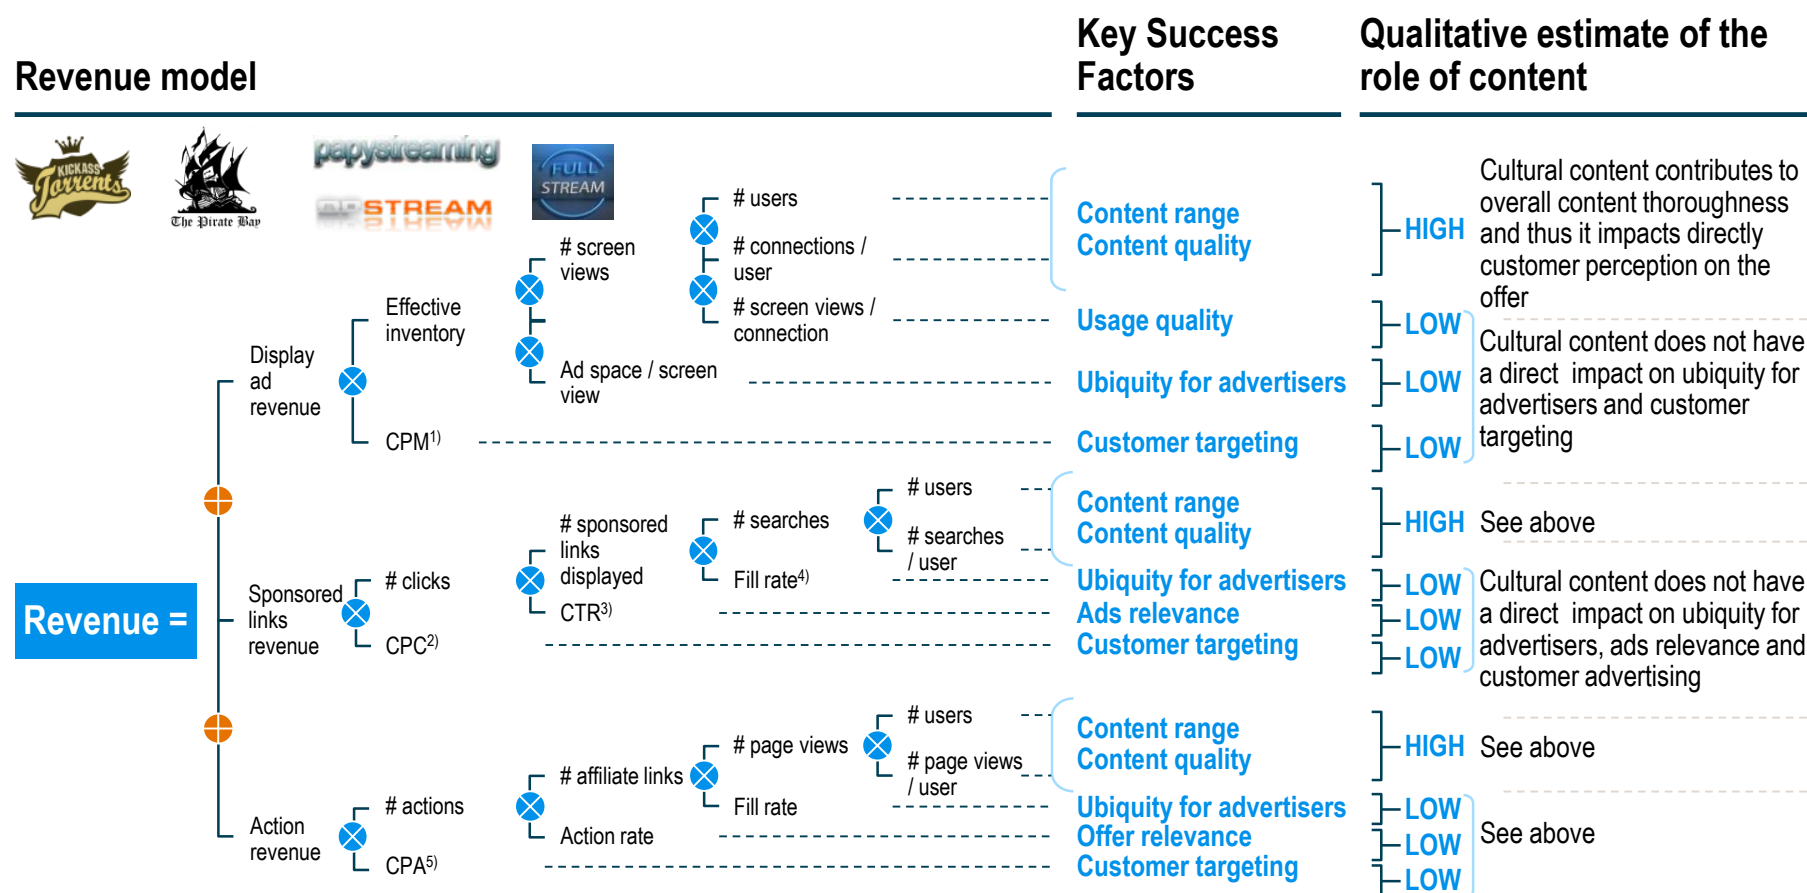 Key Success
Factors
Qualitative estimate of the
role of content
Revenue model
KICKASS
Torrents
The Pirate Bay
papystreaming
DPSTREAM
FULL
STREAM
# users
# connections /
user
# screen views /
connection
# screen
views
Ad space / screen
view
Effective
inventory
CPM1)
Display
ad
revenue
Content range
Content quality
HIGH
Cultural content contributes to
overall content thoroughness
and thus it impacts directly
customer perception on the
offer
Usage quality
LOW
Ubiquity for advertisers
LOW
Customer targeting
LOW
Cultural content does not have
a direct  impact on ubiquity for
advertisers and customer
targeting
Revenue =
Sponsored
links
revenue
# clicks
CPC2)
# sponsored
links
displayed
CTR3)
# searches
Fill rate4)
# users
# searches
/ user
Content range
Content quality
HIGH
See above
Ubiquity for advertisers
LOW
Ads relevance
LOW
Customer targeting
LOW
Cultural content does not have
a direct  impact on ubiquity for
advertisers, ads relevance and
customer advertising
Action
revenue
# actions
CPA5)
# affiliate links
Action rate
# page views
Fill rate
# users
# page views
/ user
Content range
Content quality
HIGH
See above
Ubiquity for advertisers
LOW
Offer relevance
LOW
Customer targeting
LOW
See above